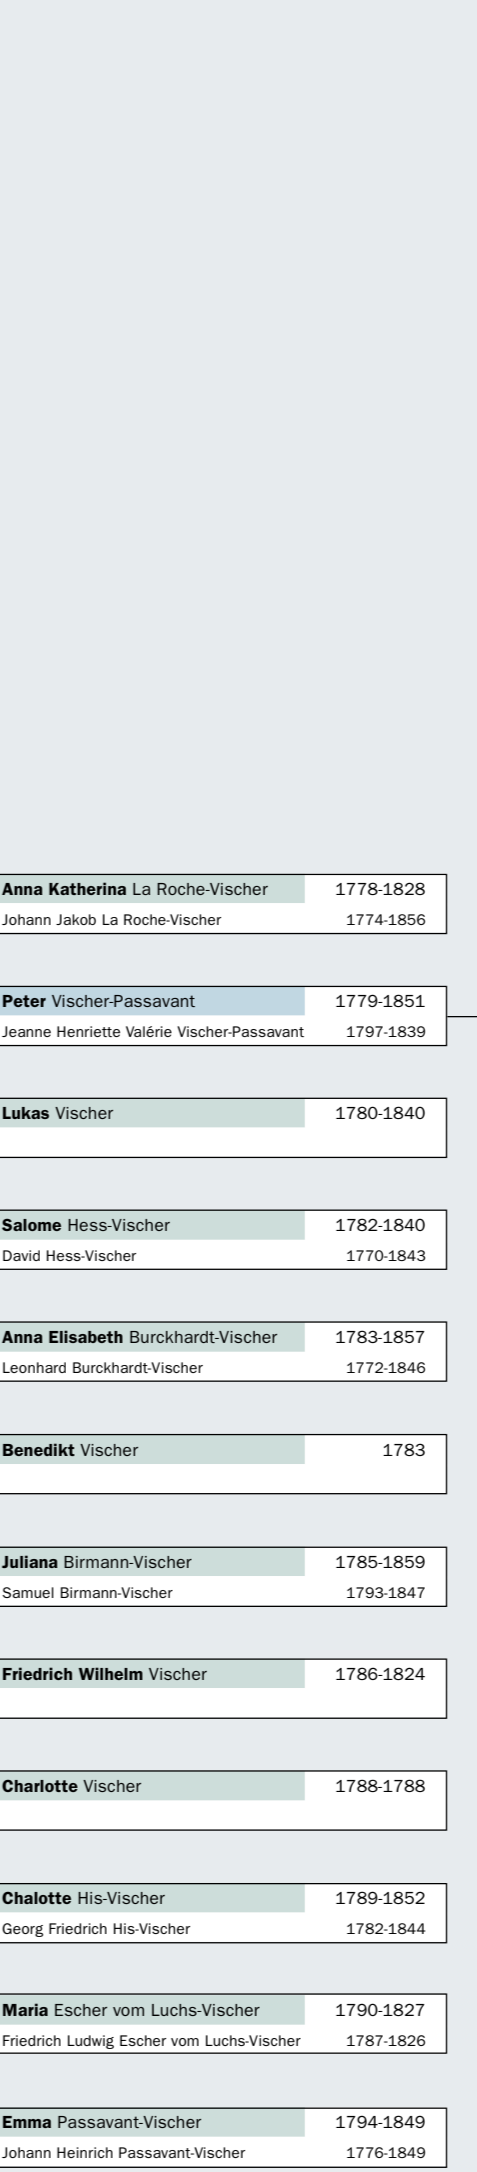 Anna Katherina La Roche-Vischer 1778-1828
Johann Jakob La Roche-Vischer 1774-1856
Peter Vischer-Passavant 1779-1851
Jeanne Henriette Valérie Vischer-Passavant 1797-1839
Lukas Vischer 1780-1840
Salome Hess-Vischer 1782-1840
David Hess-Vischer 1770-1843
Anna Elisabeth Burckhardt-Vischer 1783-1857
Leonhard Burckhardt-Vischer 1772-1846
Benedikt Vischer 1783
Juliana Birmann-Vischer 1785-1859
Samuel Birmann-Vischer 1793-1847
Friedrich Wilhelm Vischer 1786-1824
Charlotte Vischer 1788-1788
Chalotte His-Vischer 1789-1852
Georg Friedrich His-Vischer 1782-1844
Maria Escher vom Luchs-Vischer 1790-1827
Friedrich Ludwig Escher vom Luchs-Vischer 1787-1826
Emma Passavant-Vischer 1794-1849
Johann Heinrich Passavant-Vischer 1776-1849